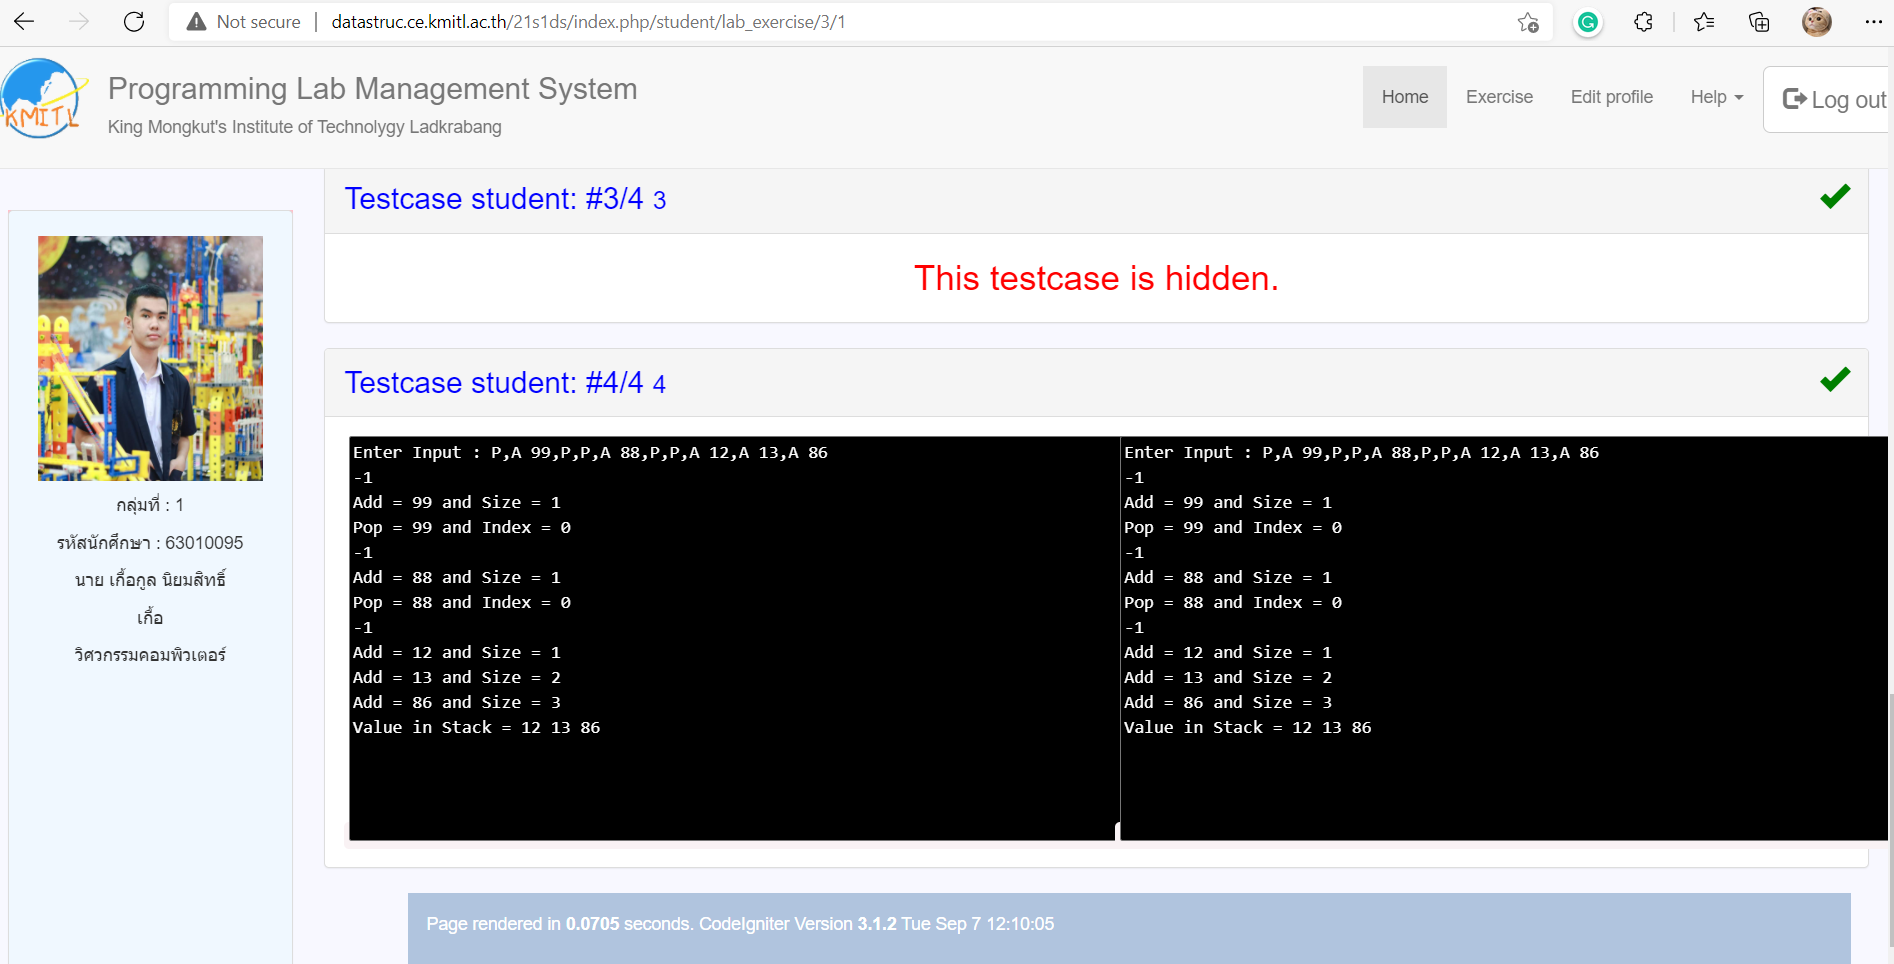 Not secure | datastruc.ce.kmitl.ac.th/21s1ds/index.php/student/lab_exercise/3/1
KMITL
Programming Lab Management System
King Mongkut's Institute of Technolygy Ladkrabang
Home Exercise Edit profile Help Log out
Testcase student: #3/4 3
This testcase is hidden.
Testcase student: #4/4 4
กลุ่มที่ : 1
รหัสนักศึกษา : 63010095
นาย เกื้อกูล นิยมสิทธิ์
เกื้อ
วิศวกรรมคอมพิวเตอร์
Enter Input : P,A 99,P,P,A 88,P,P,A 12,A 13,A 86
-1
Add = 99 and Size = 1
Pop = 99 and Index = 0
-1
Add = 88 and Size = 1
Pop = 88 and Index = 0
-1
Add = 12 and Size = 1
Add = 13 and Size = 2
Add = 86 and Size = 3
Value in Stack = 12 13 86
Enter Input : P,A 99,P,P,A 88,P,P,A 12,A 13,A 86
-1
Add = 99 and Size = 1
Pop = 99 and Index = 0
-1
Add = 88 and Size = 1
Pop = 88 and Index = 0
-1
Add = 12 and Size = 1
Add = 13 and Size = 2
Add = 86 and Size = 3
Value in Stack = 12 13 86
Page rendered in 0.0705 seconds. CodeIgniter Version 3.1.2 Tue Sep 7 12:10:05